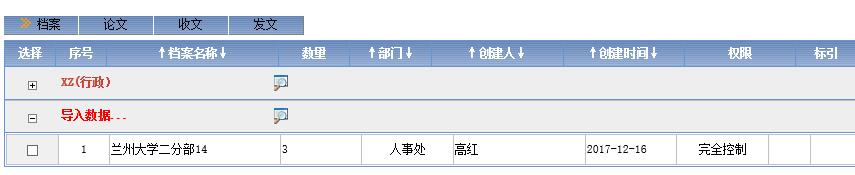 档案 论文 收文 发文
选择 序号 ↑档案名称↓ 数量 ↑部门↓ ↑创建人↓ ↑创建时间↓ 权限 标引
XZ(行政)
导入数据...
1 兰州大学二分部14 3 人事处 高红 2017-12-16 完全控制